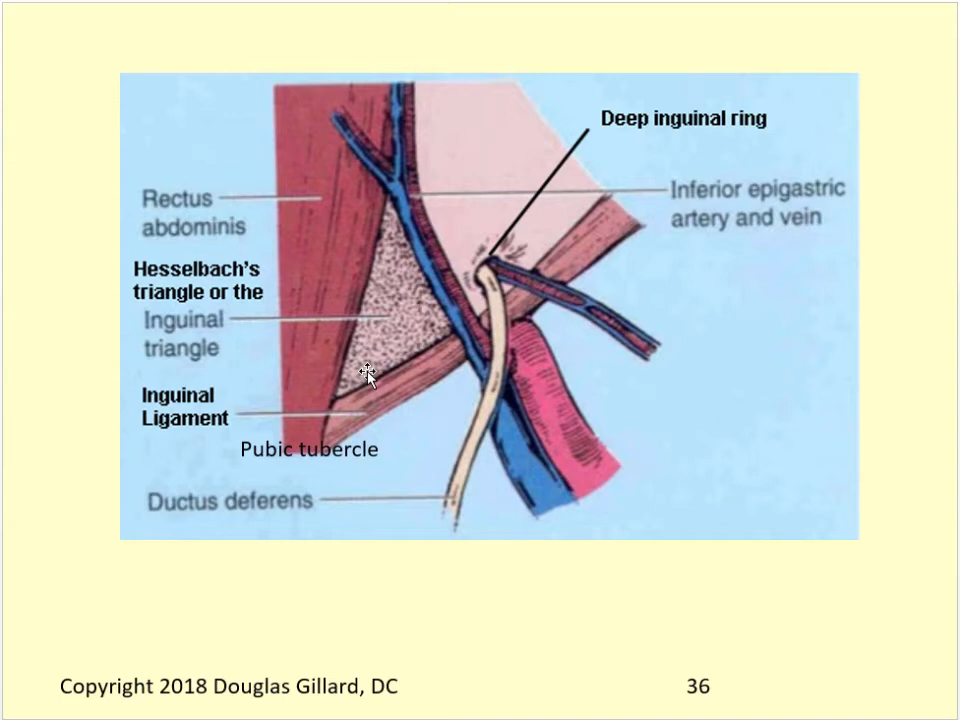 Deep inguinal ring
Rectus
abdominis
Inferior epigastric
artery and vein
Hesselbach's
triangle or the
Inguinal
triangle
Inguinal
Ligament
Pubic tubercle
Ductus deferens
Copyright 2018 Douglas Gillard, DC
36